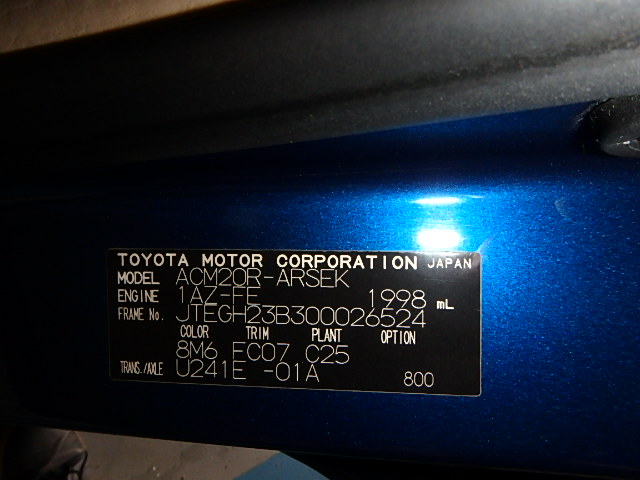 TOYOTA MOTOR CORPORATION JAPAN
MODEL ACM20R-ARSEK
ENGINE 1AZ-FE 1998 mL
FRAME No. JTEGH23B300026524
COLOR TRIM PLANT OPTION
8M6 FC07 C25
TRANS./AXLE U241E -01A
800